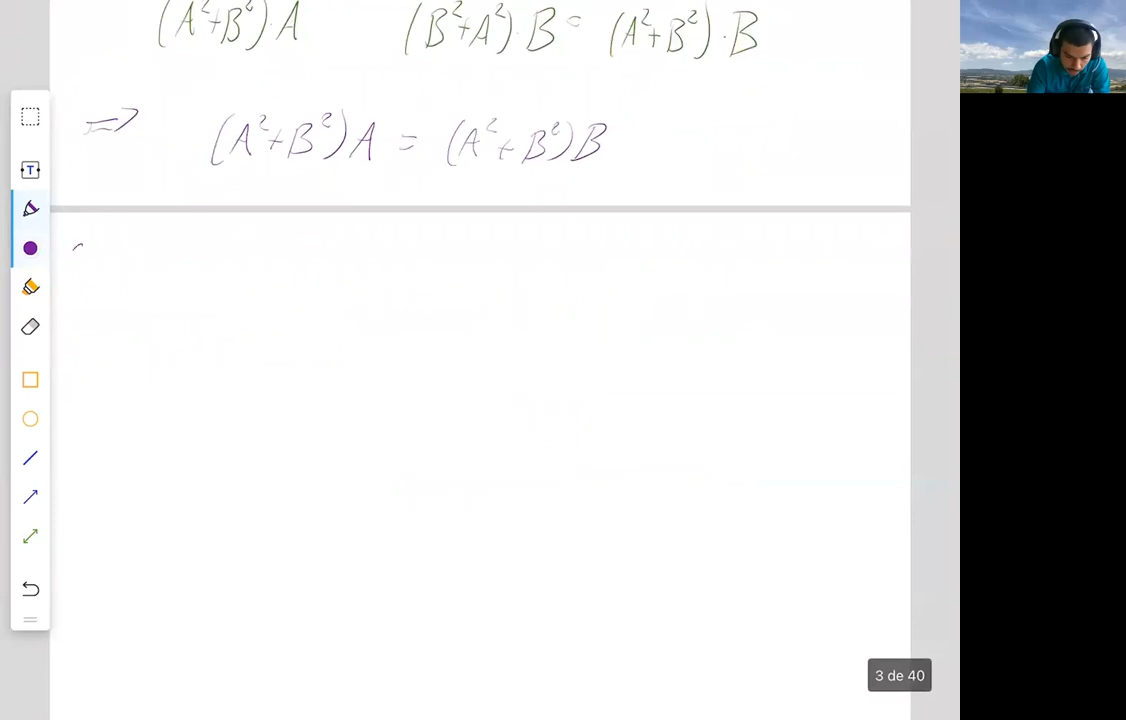 (A²+B²)·A (B²+A²)·B = (A²+B²)·B
⇒ (A²+B²)A = (A²+B²)B
T
3 de 40